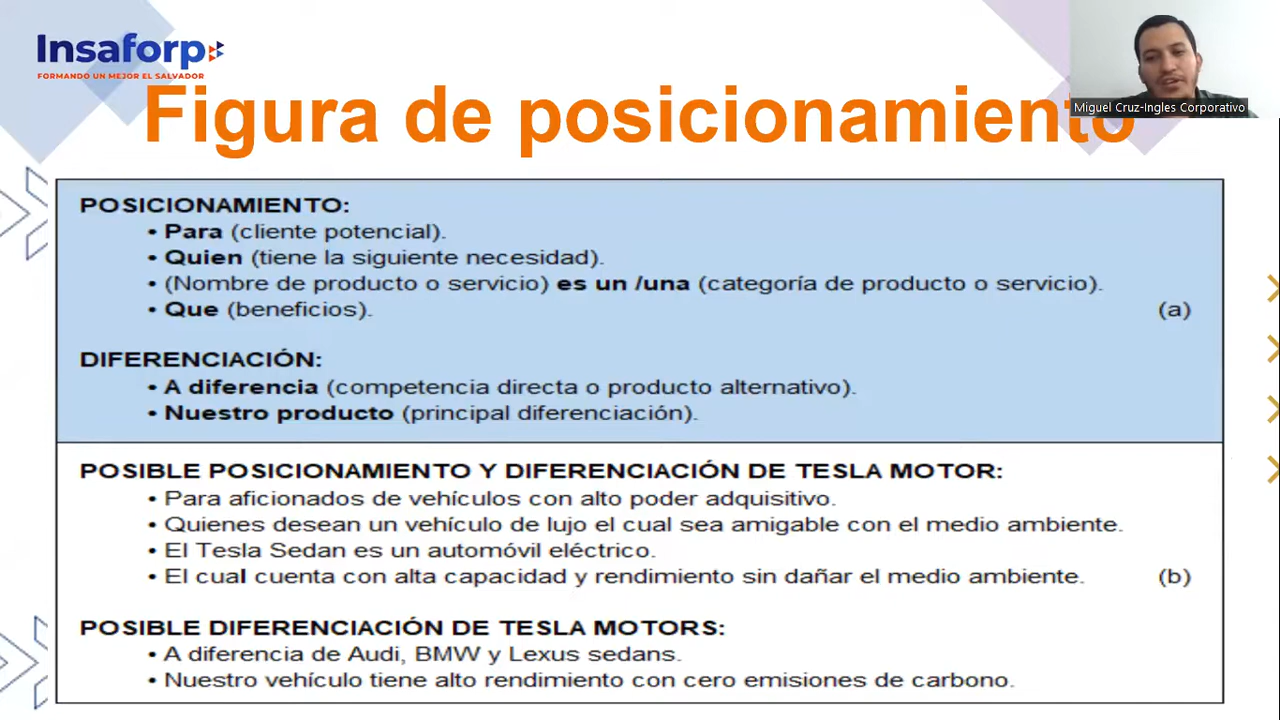 Insaforp
FORMANDO UN MEJOR EL SALVADOR
Miguel Cruz-Ingles Corporativo
Figura de posicionamiento
POSICIONAMIENTO:
• Para (cliente potencial).
• Quien (tiene la siguiente necesidad).
• (Nombre de producto o servicio) es un /una (categoría de producto o servicio).
• Que (beneficios).
(a)
DIFERENCIACIÓN:
• A diferencia (competencia directa o producto alternativo).
• Nuestro producto (principal diferenciación).
POSIBLE POSICIONAMIENTO Y DIFERENCIACIÓN DE TESLA MOTOR:
• Para aficionados de vehículos con alto poder adquisitivo.
• Quienes desean un vehículo de lujo el cual sea amigable con el medio ambiente.
• El Tesla Sedan es un automóvil eléctrico.
• El cual cuenta con alta capacidad y rendimiento sin dañar el medio ambiente.
(b)
POSIBLE DIFERENCIACIÓN DE TESLA MOTORS:
• A diferencia de Audi, BMW y Lexus sedans.
• Nuestro vehículo tiene alto rendimiento con cero emisiones de carbono.